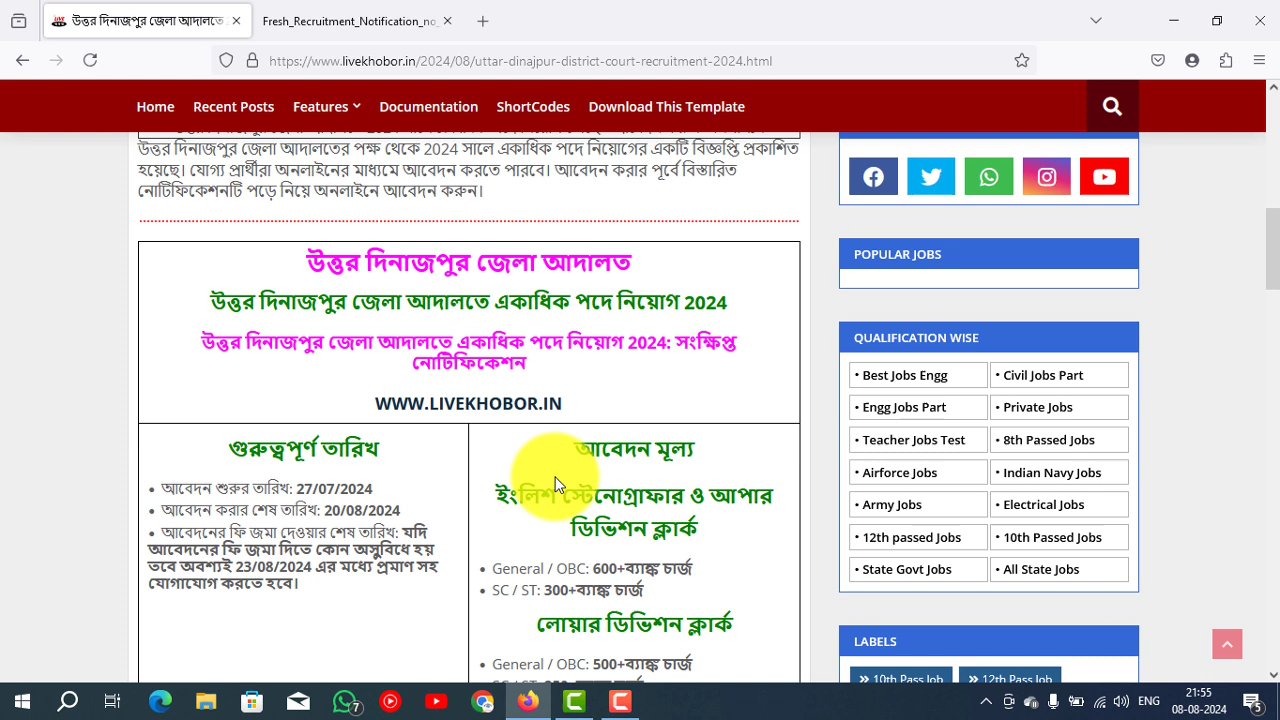 উত্তর দিনাজপুর জেলা আদালতে
Fresh_Recruitment_Notification_no_
https://www.livekhobor.in/2024/08/uttar-dinajpur-district-court-recruitment-2024.html
Home
Recent Posts
Features
Documentation
ShortCodes
Download This Template
উত্তর দিনাজপুর জেলা আদালতের পক্ষ থেকে 2024 সালে একাধিক পদে নিয়োগের একটি বিজ্ঞপ্তি প্রকাশিত
হয়েছে। যোগ্য প্রার্থীরা অনলাইনের মাধ্যমে আবেদন করতে পারবে। আবেদন করার পূর্বে বিস্তারিত
নোটিফিকেশনটি পড়ে নিয়ে অনলাইনে আবেদন করুন।
উত্তর দিনাজপুর জেলা আদালত
উত্তর দিনাজপুর জেলা আদালতে একাধিক পদে নিয়োগ 2024
উত্তর দিনাজপুর জেলা আদালতে একাধিক পদে নিয়োগ 2024: সংক্ষিপ্ত
নোটিফিকেশন
WWW.LIVEKHOBOR.IN
গুরুত্বপূর্ণ তারিখ
• আবেদন শুরুর তারিখ: 27/07/2024
• আবেদন করার শেষ তারিখ: 20/08/2024
• আবেদনের ফি জমা দেওয়ার শেষ তারিখ: যদি
আবেদনের ফি জমা দিতে কোন অসুবিধে হয়
তবে অবশ্যই 23/08/2024 এর মধ্যে প্রমাণ সহ
যোগাযোগ করতে হবে।
আবেদন মূল্য
ইংলিশ স্টেনোগ্রাফার ও আপার
ডিভিশন ক্লার্ক
• General / OBC: 600+ব্যাঙ্ক চার্জ
• SC / ST: 300+ব্যাঙ্ক চার্জ
লোয়ার ডিভিশন ক্লার্ক
• General / OBC: 500+ব্যাঙ্ক চার্জ
POPULAR JOBS
QUALIFICATION WISE
• Best Jobs Engg
• Civil Jobs Part
• Engg Jobs Part
• Private Jobs
• Teacher Jobs Test
• 8th Passed Jobs
• Airforce Jobs
• Indian Navy Jobs
• Army Jobs
• Electrical Jobs
• 12th passed Jobs
• 10th Passed Jobs
• State Govt Jobs
• All State Jobs
LABELS
10th Pass Job
12th Pass Job
7
ENG
21:55
08-08-2024
5